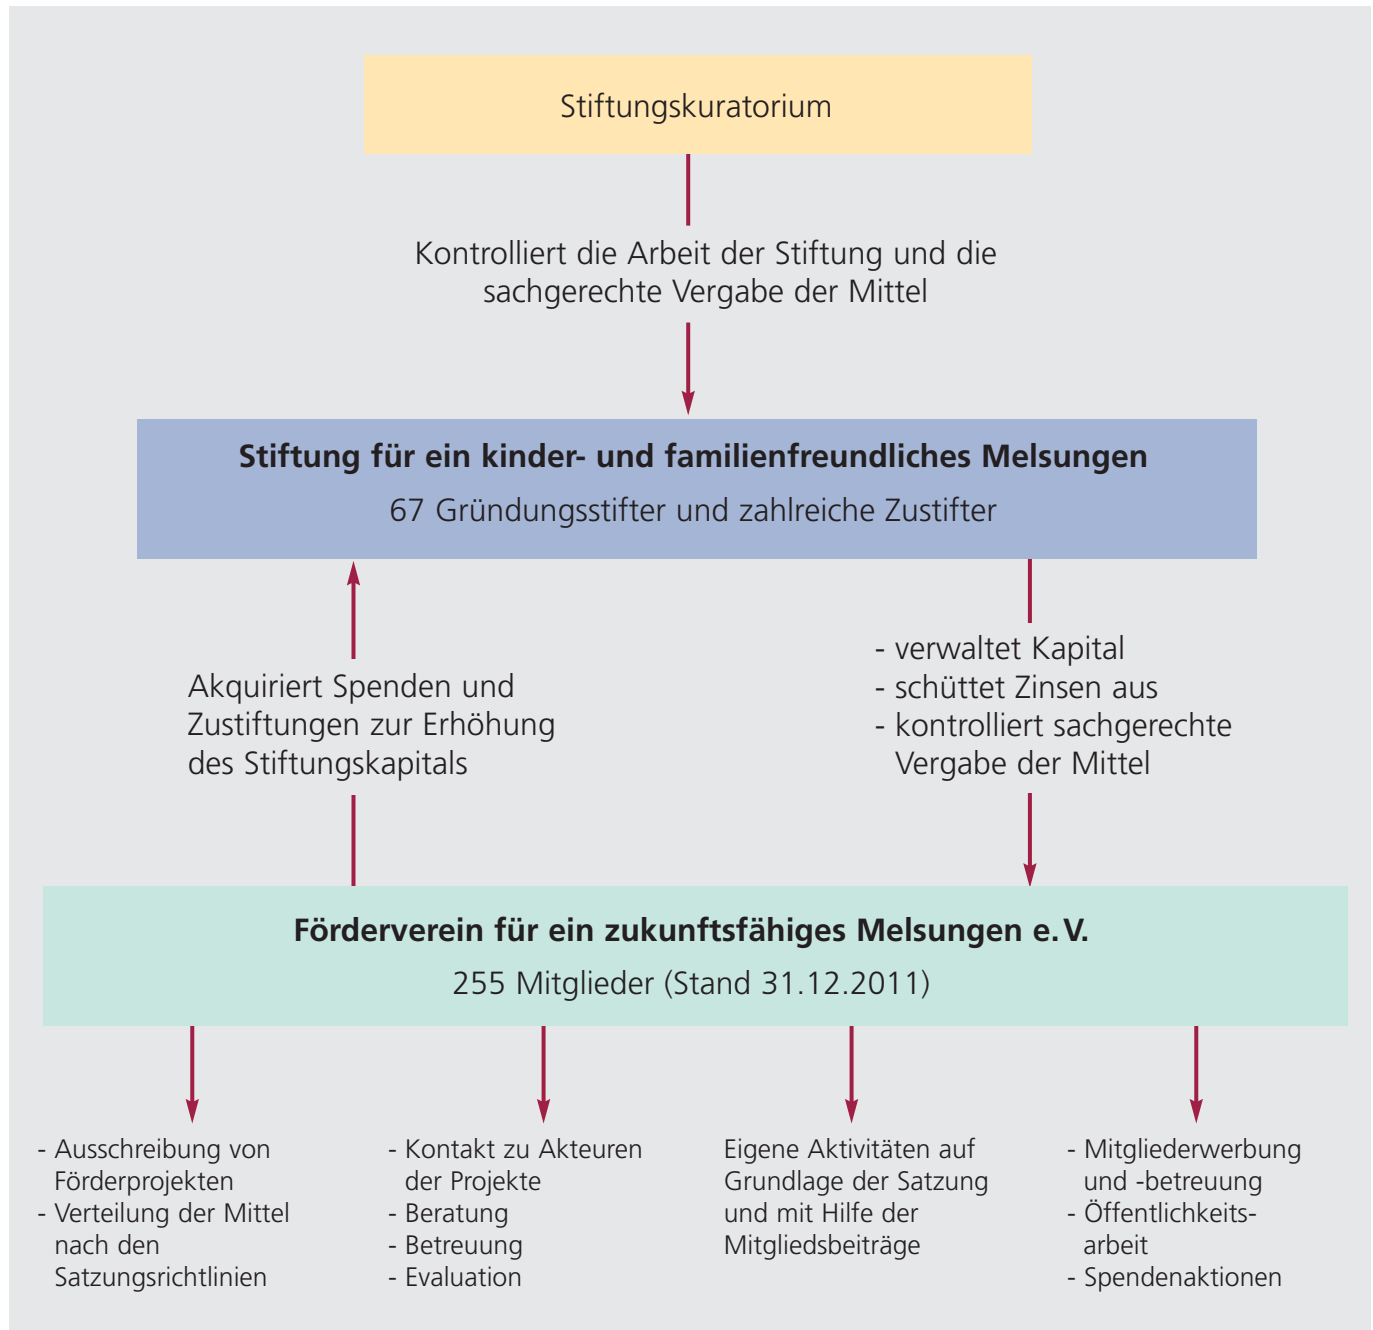 Stiftungskuratorium
Kontrolliert die Arbeit der Stiftung und die
sachgerechte Vergabe der Mittel
Stiftung für ein kinder- und familienfreundliches Melsungen
67 Gründungsstifter und zahlreiche Zustifter
Akquiriert Spenden und
Zustiftungen zur Erhöhung
des Stiftungskapitals
- verwaltet Kapital
- schüttet Zinsen aus
- kontrolliert sachgerechte
Vergabe der Mittel
Förderverein für ein zukunftsfähiges Melsungen e.V.
255 Mitglieder (Stand 31.12.2011)
- Ausschreibung von
Förderprojekten
- Verteilung der Mittel
nach den
Satzungsrichtlinien
- Kontakt zu Akteuren
der Projekte
- Beratung
- Betreuung
- Evaluation
Eigene Aktivitäten auf
Grundlage der Satzung
und mit Hilfe der
Mitgliedsbeiträge
- Mitgliederwerbung
und -betreuung
- Öffentlichkeits-
arbeit
- Spendenaktionen